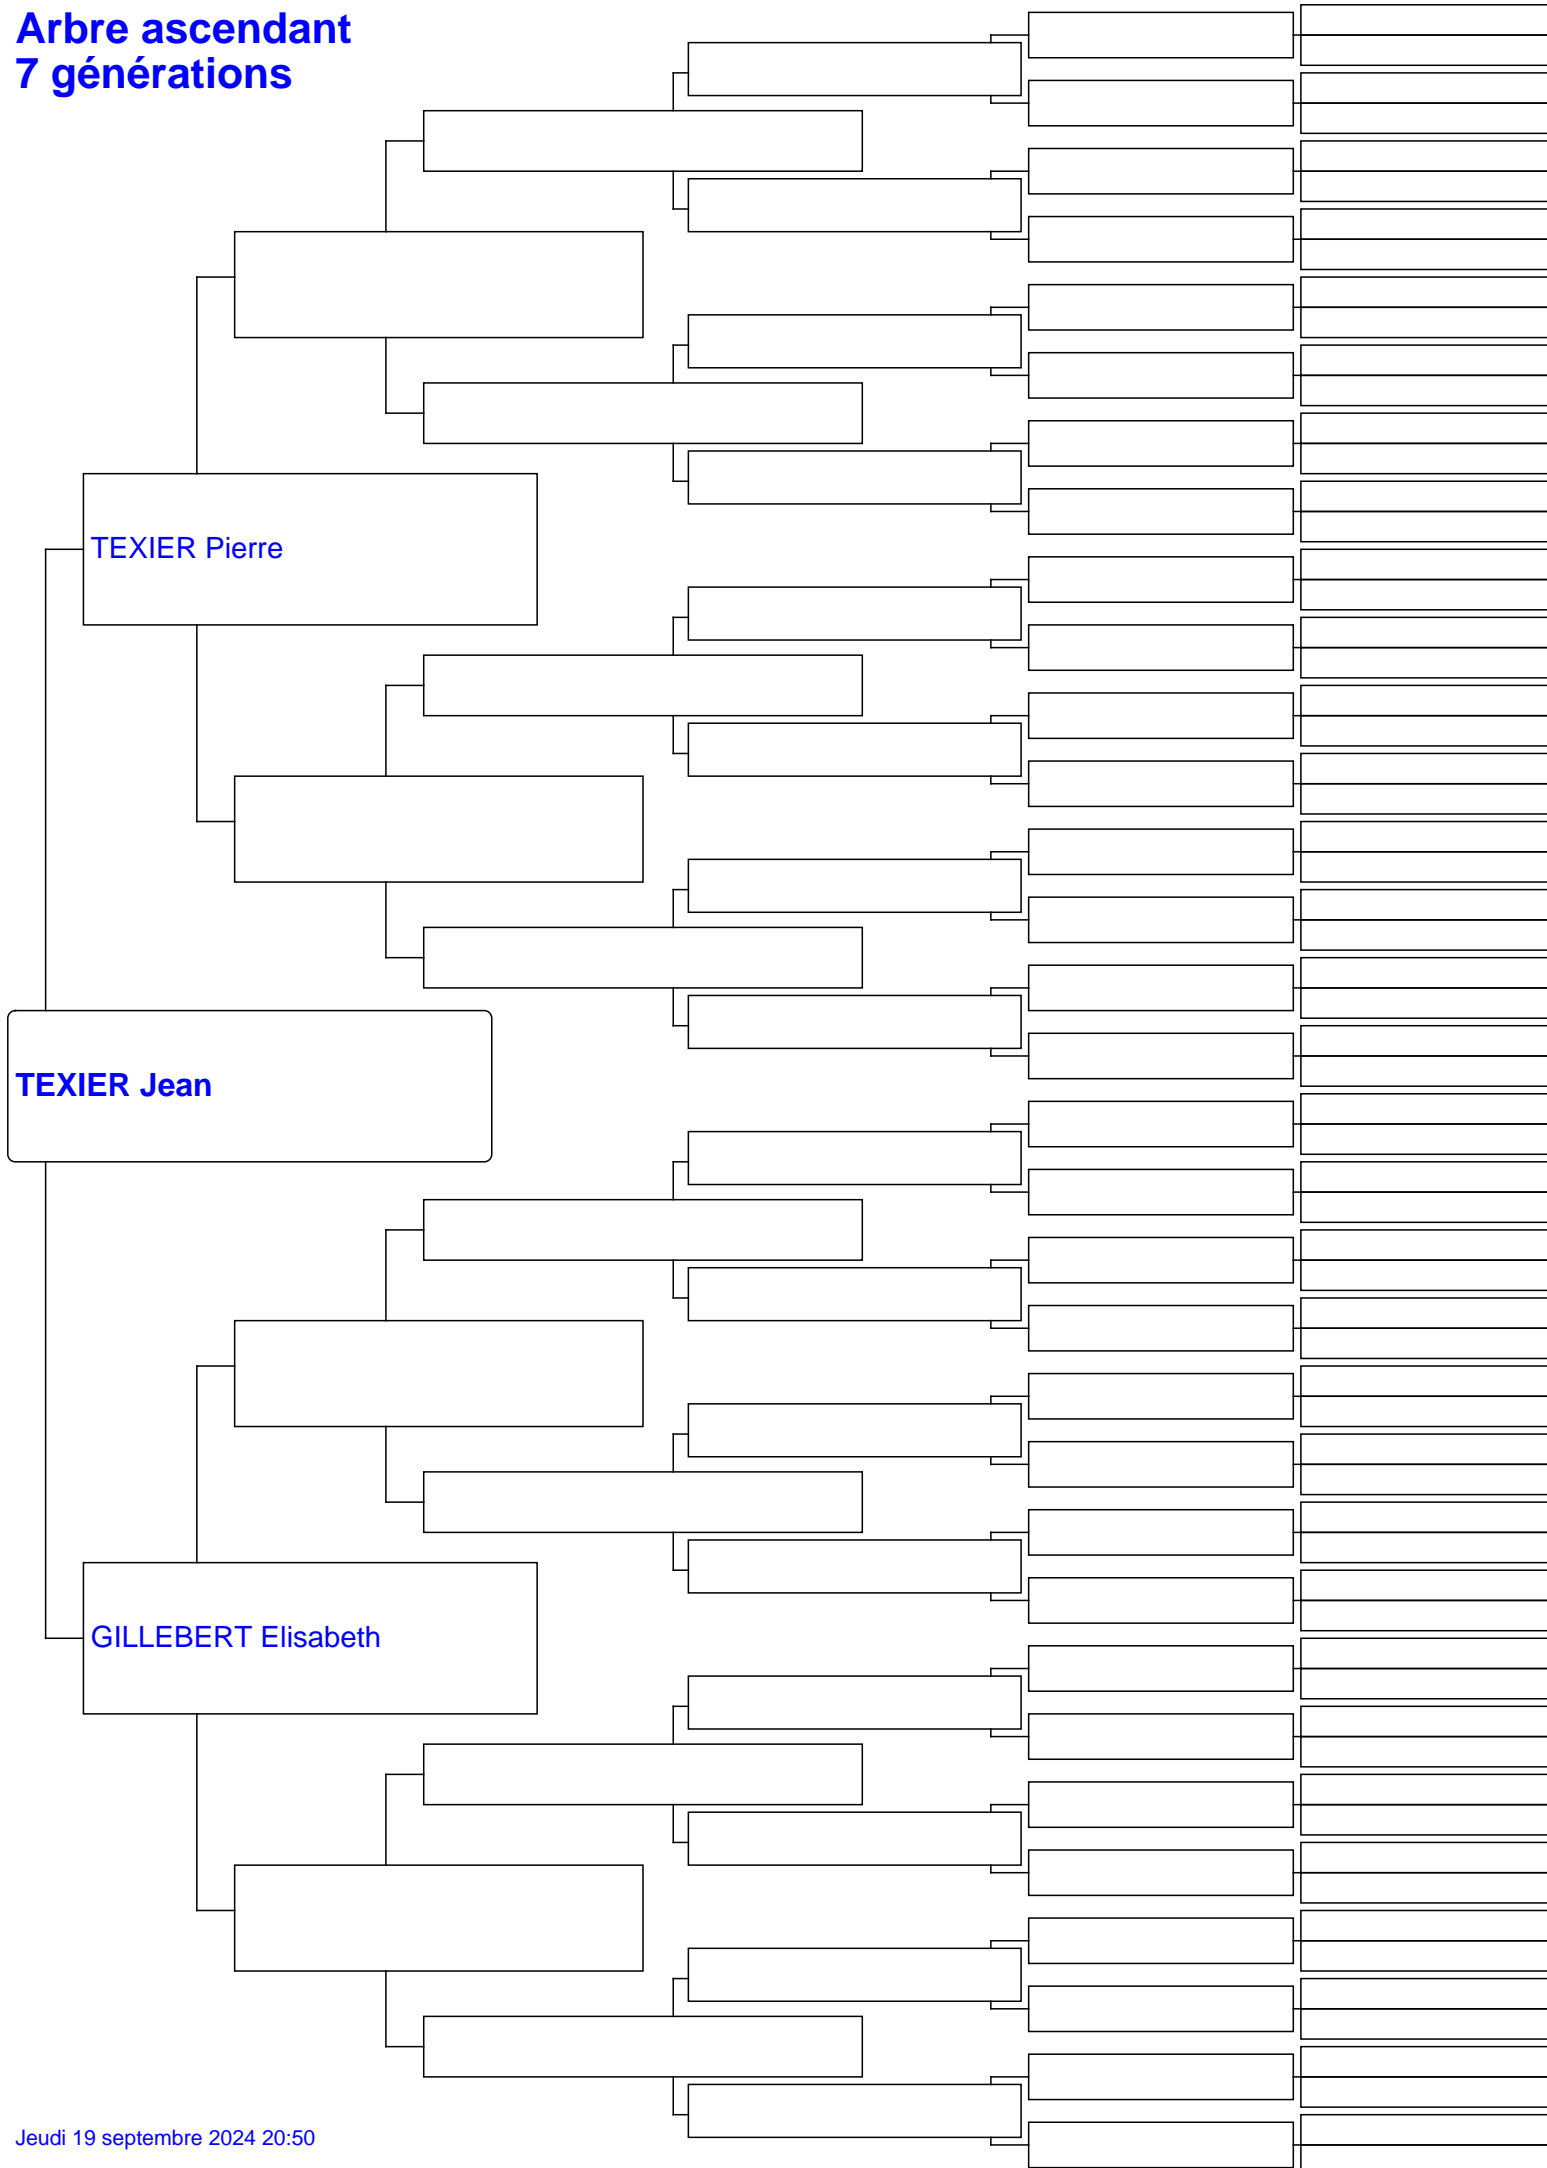 Arbre ascendant
7 générations
TEXIER Pierre
TEXIER Jean
GILLEBERT Elisabeth
Jeudi 19 septembre 2024 20:50